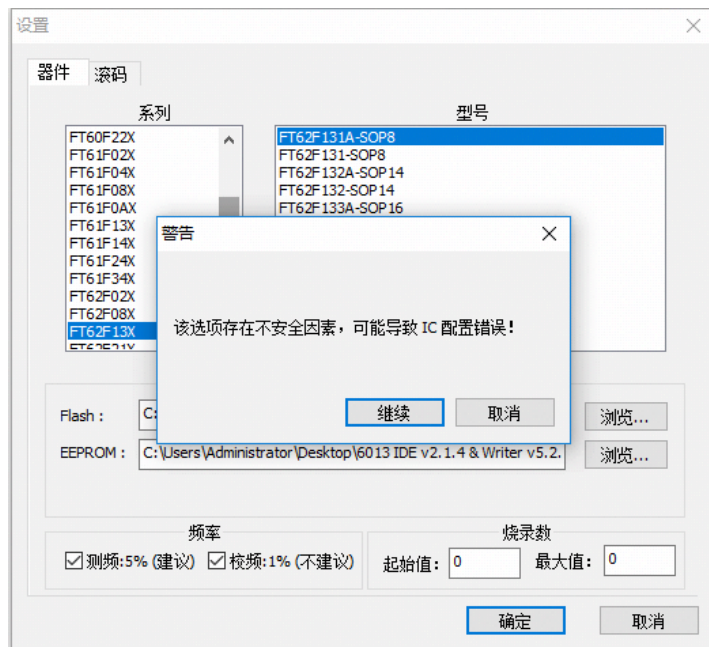 设置
器件
滚码
系列
型号
FT60F22X
FT61F02X
FT61F04X
FT61F08X
FT61F0AX
FT61F13X
FT61F14X
FT61F24X
FT61F34X
FT62F02X
FT62F08X
FT62F13X
FT62F21X
FT62F131A-SOP8
FT62F131-SOP8
FT62F132A-SOP14
FT62F132-SOP14
FT62F133A-SOP16
警告
该选项存在不安全因素，可能导致 IC 配置错误！
继续
取消
Flash :
C:
浏览...
EEPROM :
C:\Users\Administrator\Desktop\6013 IDE v2.1.4 & Writer v5.2.
浏览...
频率
测频:5% (建议)
校频:1% (不建议)
烧录数
起始值: 0
最大值: 0
确定
取消